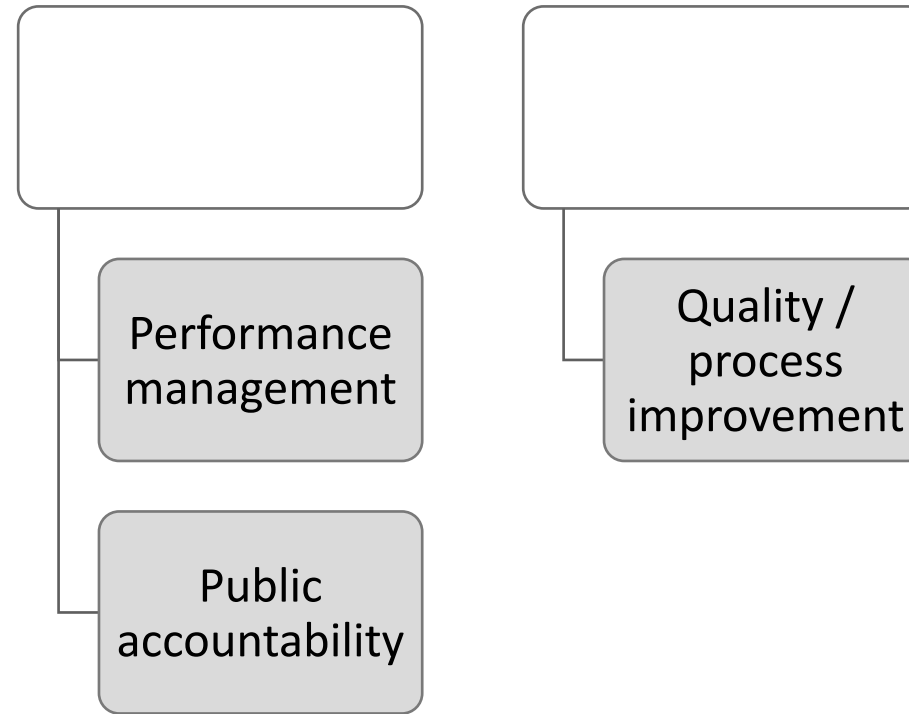 Performance
management
Public
accountability
Quality /
process
improvement